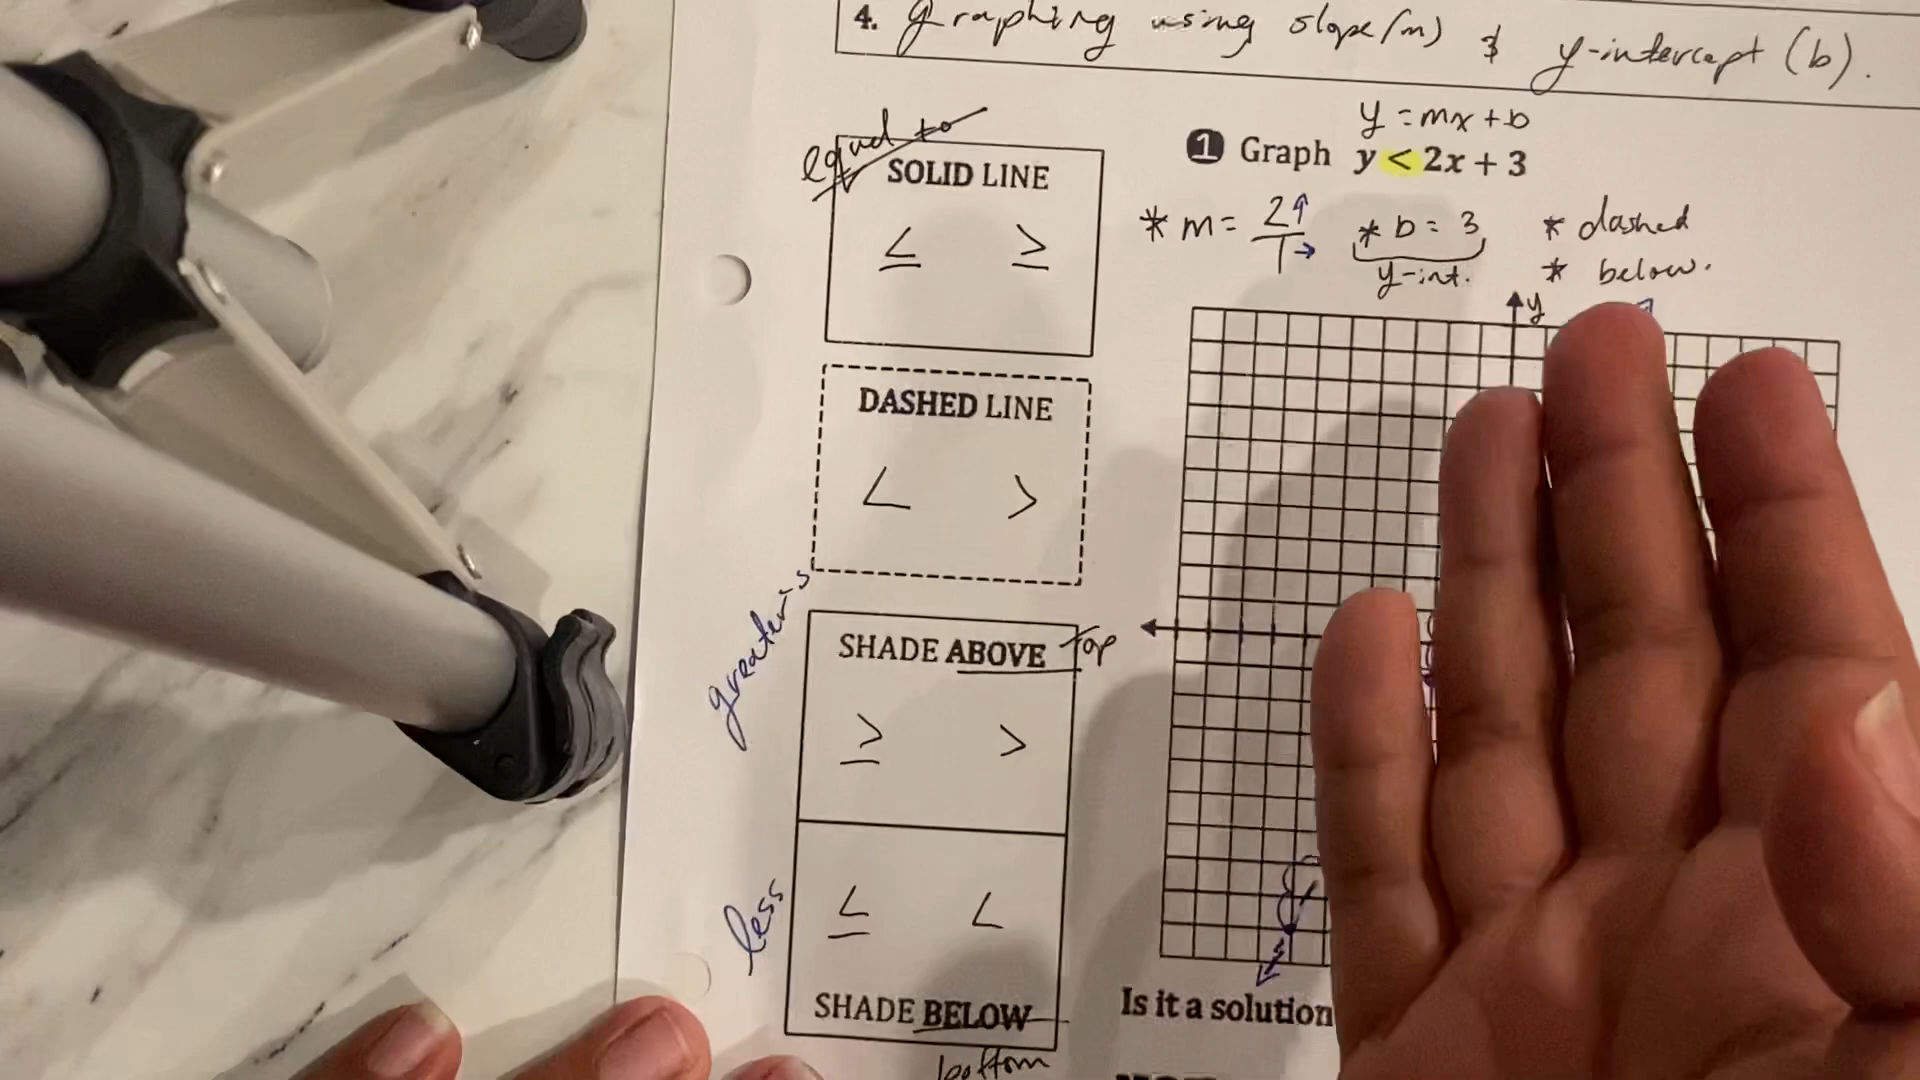 4. graphing using slope(m) & y-intercept (b).
equal to
SOLID LINE
≤ ≥
DASHED LINE
< >
greater's
SHADE ABOVE top
≥ >
less
≤ <
SHADE BELOW
bottom
y = mx + b
1 Graph y < 2x + 3
* m = 2↑/1→ * b = 3 * dashed
y-int. * below.
y
Is it a solution